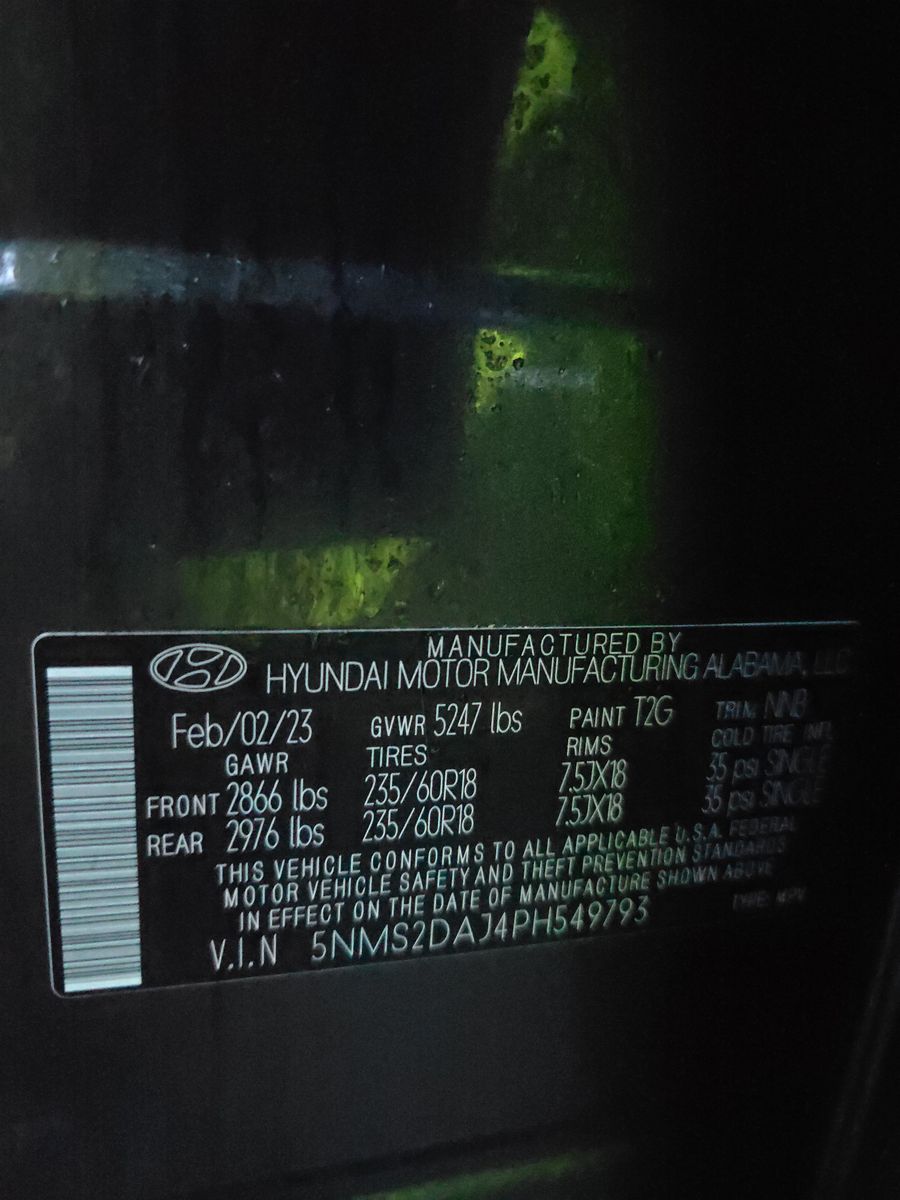 MANUFACTURED BY
HYUNDAI MOTOR MANUFACTURING ALABAMA, LLC
Feb/02/23 GVWR 5247 lbs PAINT T2G TRIM NNB
GAWR TIRES RIMS COLD TIRE INFL
FRONT 2866 lbs 235/60R18 7.5JX18 35 psi SINGLE
REAR 2976 lbs 235/60R18 7.5JX18 35 psi SINGLE
THIS VEHICLE CONFORMS TO ALL APPLICABLE U.S.A. FEDERAL
MOTOR VEHICLE SAFETY AND THEFT PREVENTION STANDARDS
IN EFFECT ON THE DATE OF MANUFACTURE SHOWN ABOVE
V.I.N 5NMS2DAJ4PH549793 TYPE: MPV